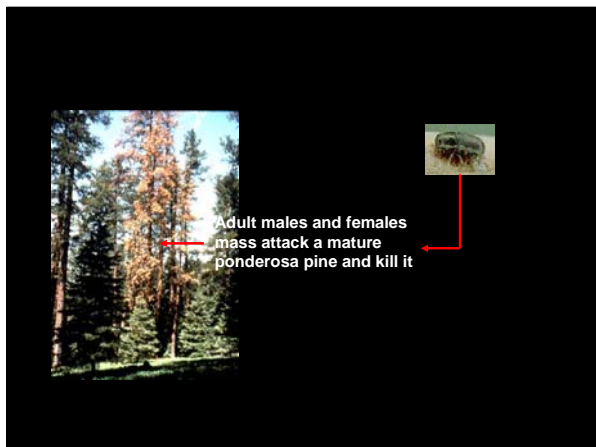 Adult males and females
mass attack a mature
ponderosa pine and kill it